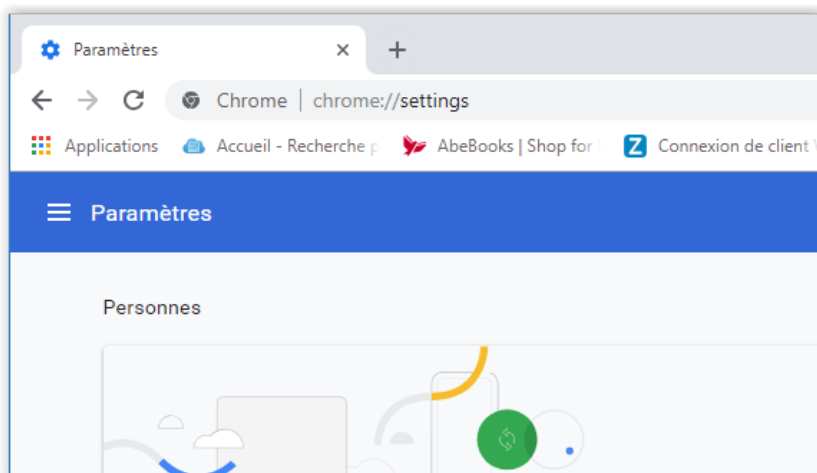 Paramètres
Chrome | chrome://settings
Applications Accueil - Recherche AbeBooks | Shop for Z Connexion de client
Paramètres
Personnes